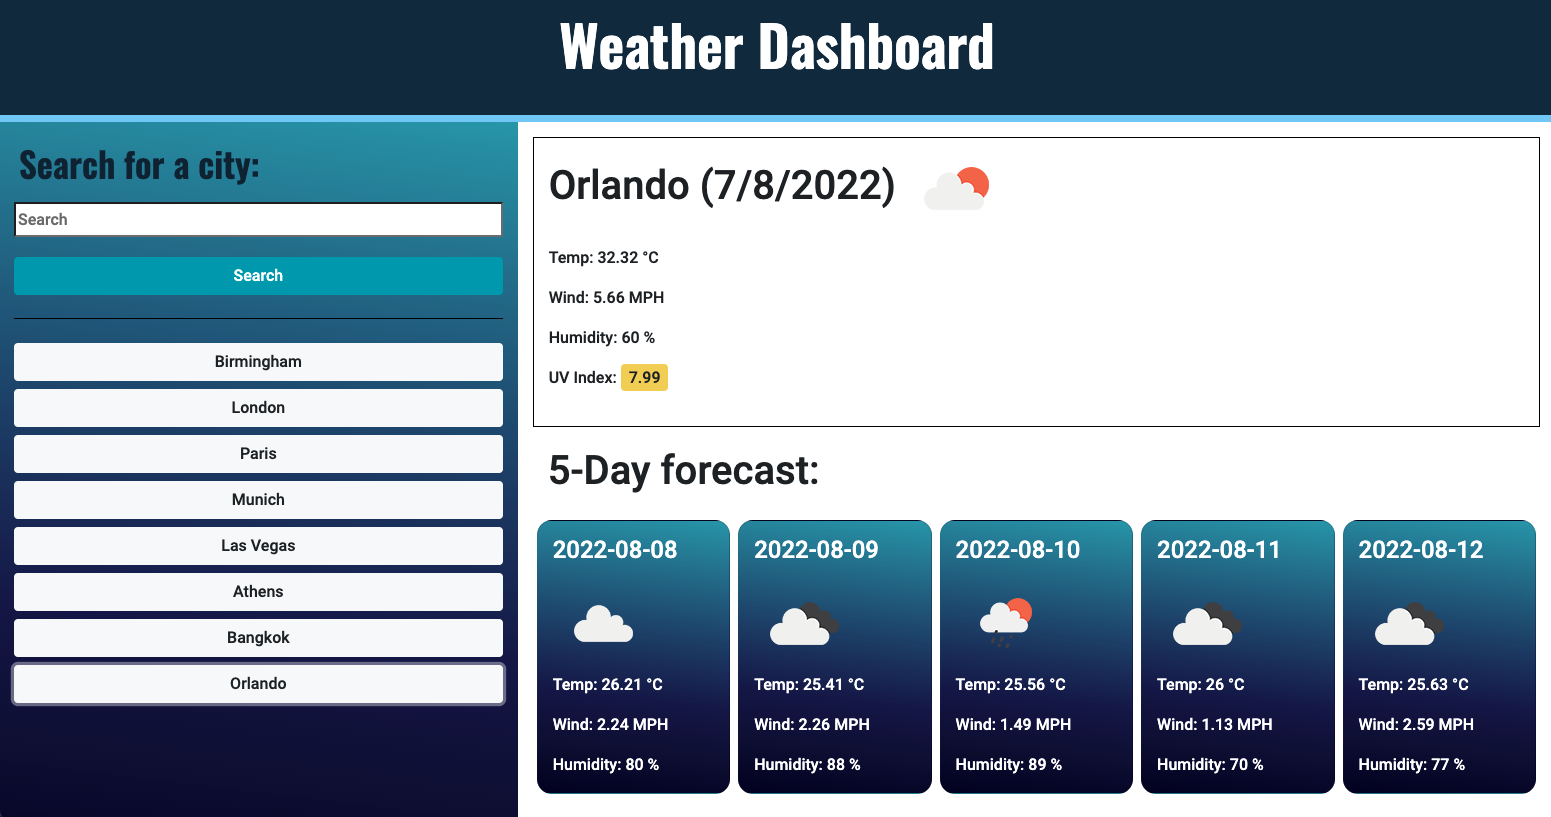 Weather Dashboard
Search for a city:
Search
Search
Birmingham
London
Paris
Munich
Las Vegas
Athens
Bangkok
Orlando
Orlando (7/8/2022)
Temp: 32.32 °C
Wind: 5.66 MPH
Humidity: 60 %
UV Index: 7.99
5-Day forecast:
2022-08-08
Temp: 26.21 °C
Wind: 2.24 MPH
Humidity: 80 %
2022-08-09
Temp: 25.41 °C
Wind: 2.26 MPH
Humidity: 88 %
2022-08-10
Temp: 25.56 °C
Wind: 1.49 MPH
Humidity: 89 %
2022-08-11
Temp: 26 °C
Wind: 1.13 MPH
Humidity: 70 %
2022-08-12
Temp: 25.63 °C
Wind: 2.59 MPH
Humidity: 77 %